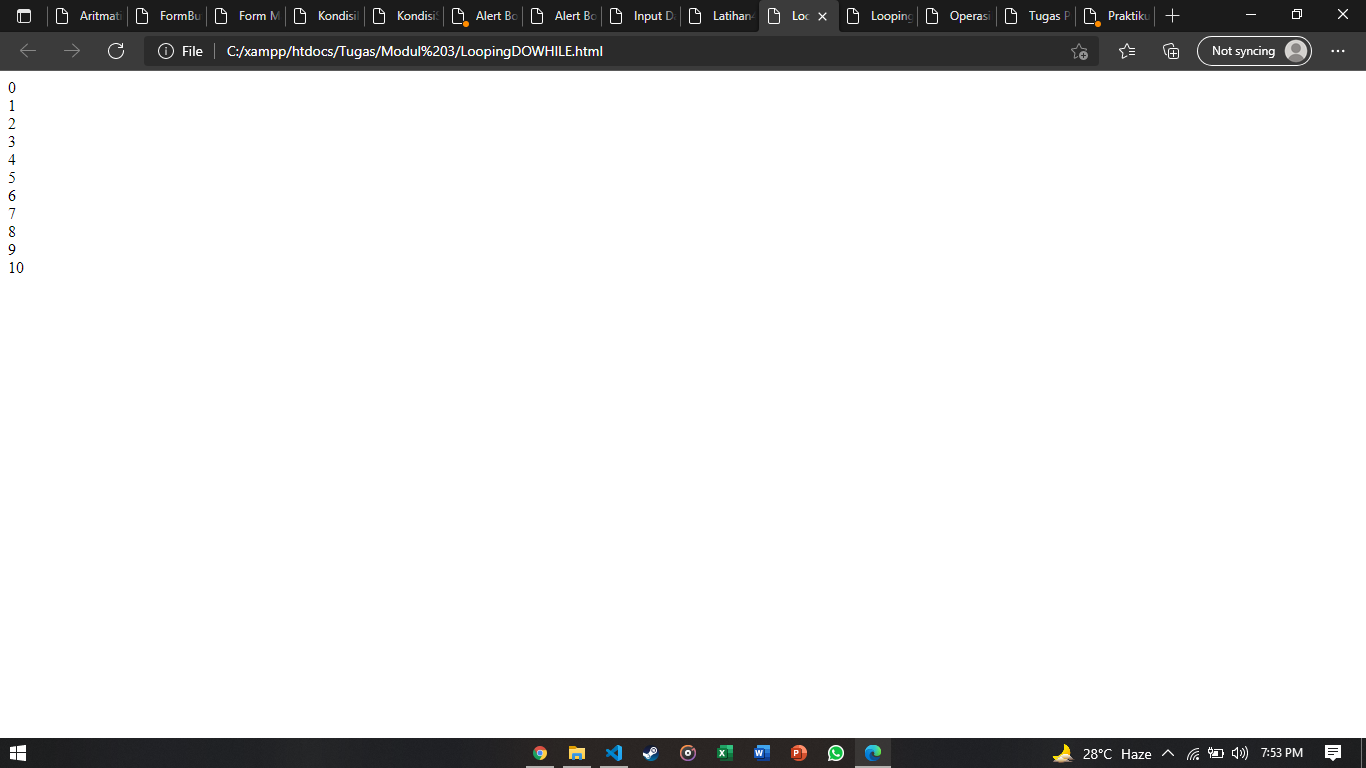 Aritmati
FormBu
Form M
Kondisi
KondisiS
Alert Bo
Alert Bo
Input D
Latihan
Loo
Looping
Operasi
Tugas P
Praktiku
File
C:/xampp/htdocs/Tugas/Modul%203/LoopingDOWHILE.html
Not syncing
0
1
2
3
4
5
6
7
8
9
10
28°C Haze
7:53 PM